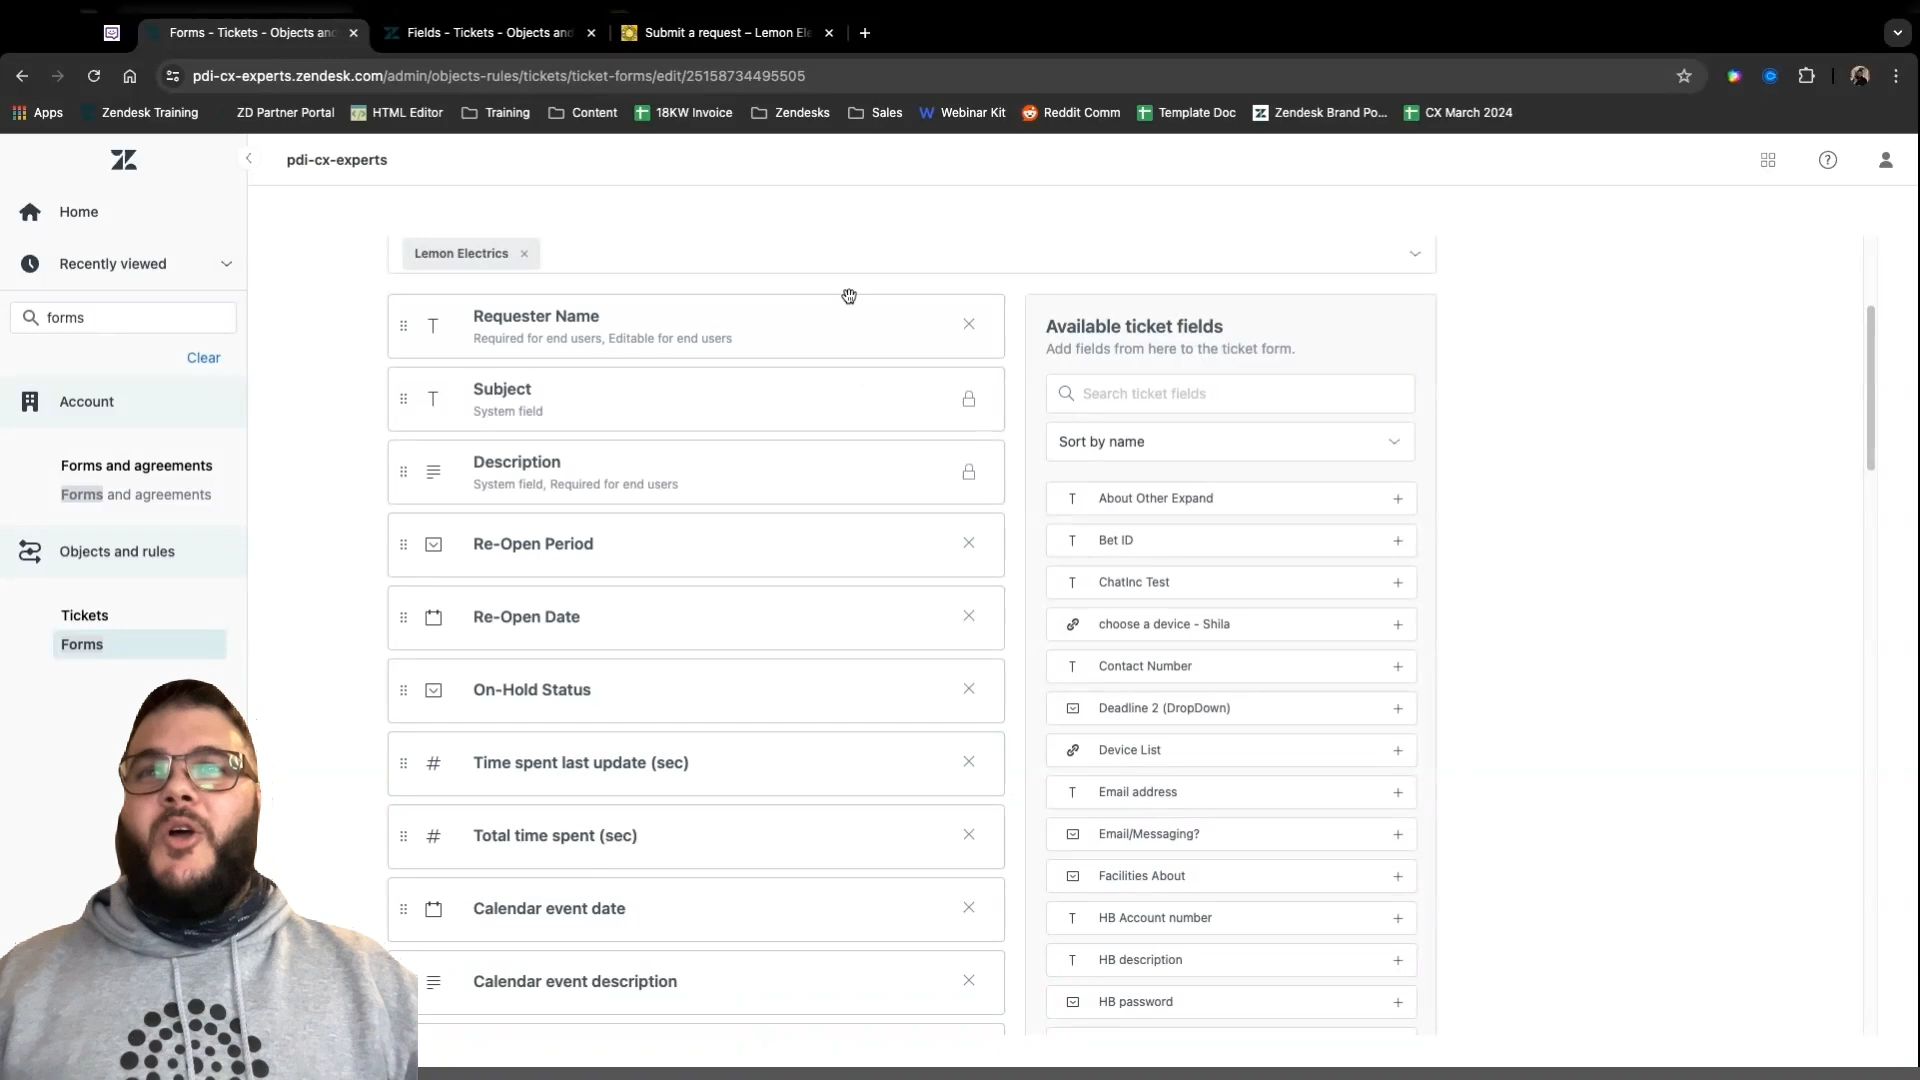 Forms - Tickets - Objects and
Fields - Tickets - Objects and
Submit a request – Lemon Ele
pdi-cx-experts.zendesk.com/admin/objects-rules/tickets/ticket-forms/edit/25158734495505
Apps
Zendesk Training
ZD Partner Portal
HTML Editor
Training
Content
18KW Invoice
Zendesks
Sales
Webinar Kit
Reddit Comm
Template Doc
Zendesk Brand Po...
CX March 2024
pdi-cx-experts
Home
Recently viewed
forms
Clear
Account
Forms and agreements
Forms and agreements
Objects and rules
Tickets
Forms
Lemon Electrics
Requester Name
Required for end users, Editable for end users
Subject
System field
Description
System field, Required for end users
Re-Open Period
Re-Open Date
On-Hold Status
Time spent last update (sec)
Total time spent (sec)
Calendar event date
Calendar event description
Available ticket fields
Add fields from here to the ticket form.
Search ticket fields
Sort by name
About Other Expand
Bet ID
ChatInc Test
choose a device - Shila
Contact Number
Deadline 2 (DropDown)
Device List
Email address
Email/Messaging?
Facilities About
HB Account number
HB description
HB password